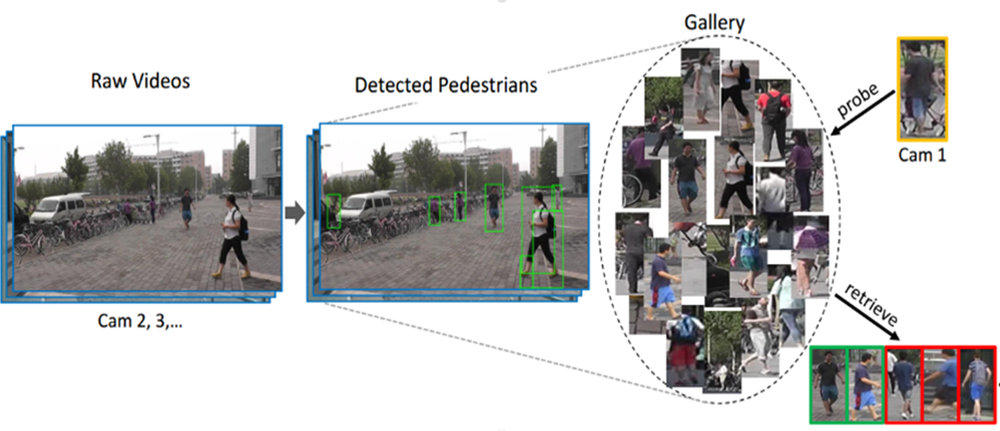 Raw Videos
Cam 2, 3,...
Detected Pedestrians
Gallery
probe
Cam 1
retrieve